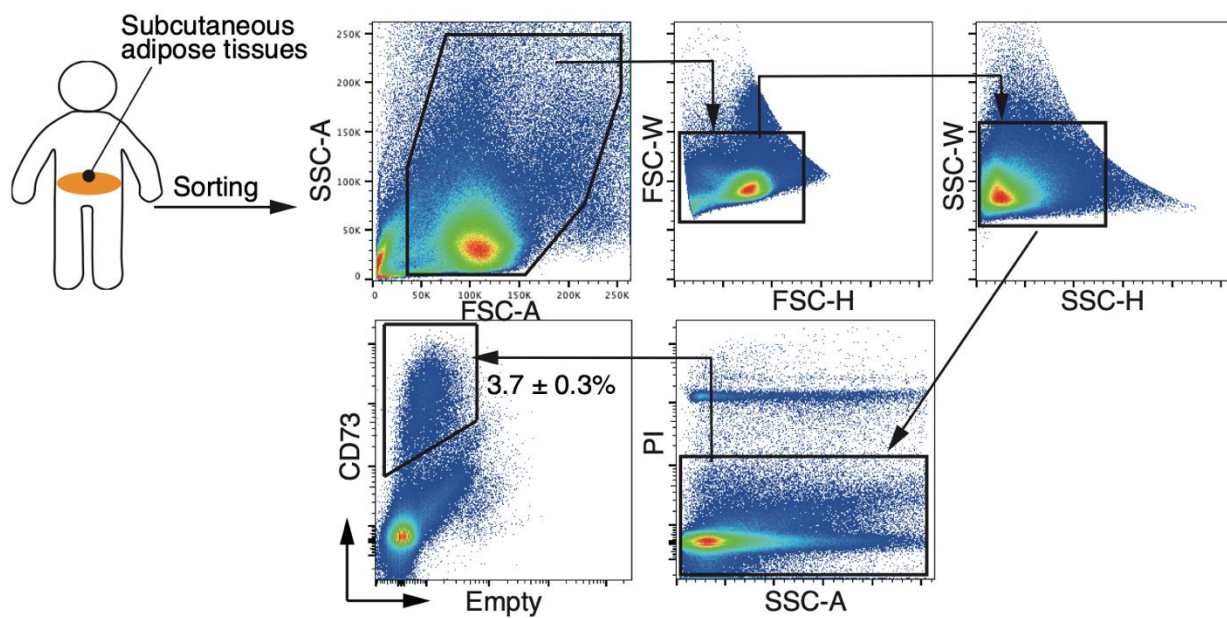 Subcutaneous
adipose tissues
Sorting
SSC-A
250K
200K
150K
100K
50K
0
0 50K 100K 150K 200K 250K
FSC-A
FSC-W
FSC-H
SSC-W
SSC-H
CD73
3.7 ± 0.3%
Empty
PI
SSC-A